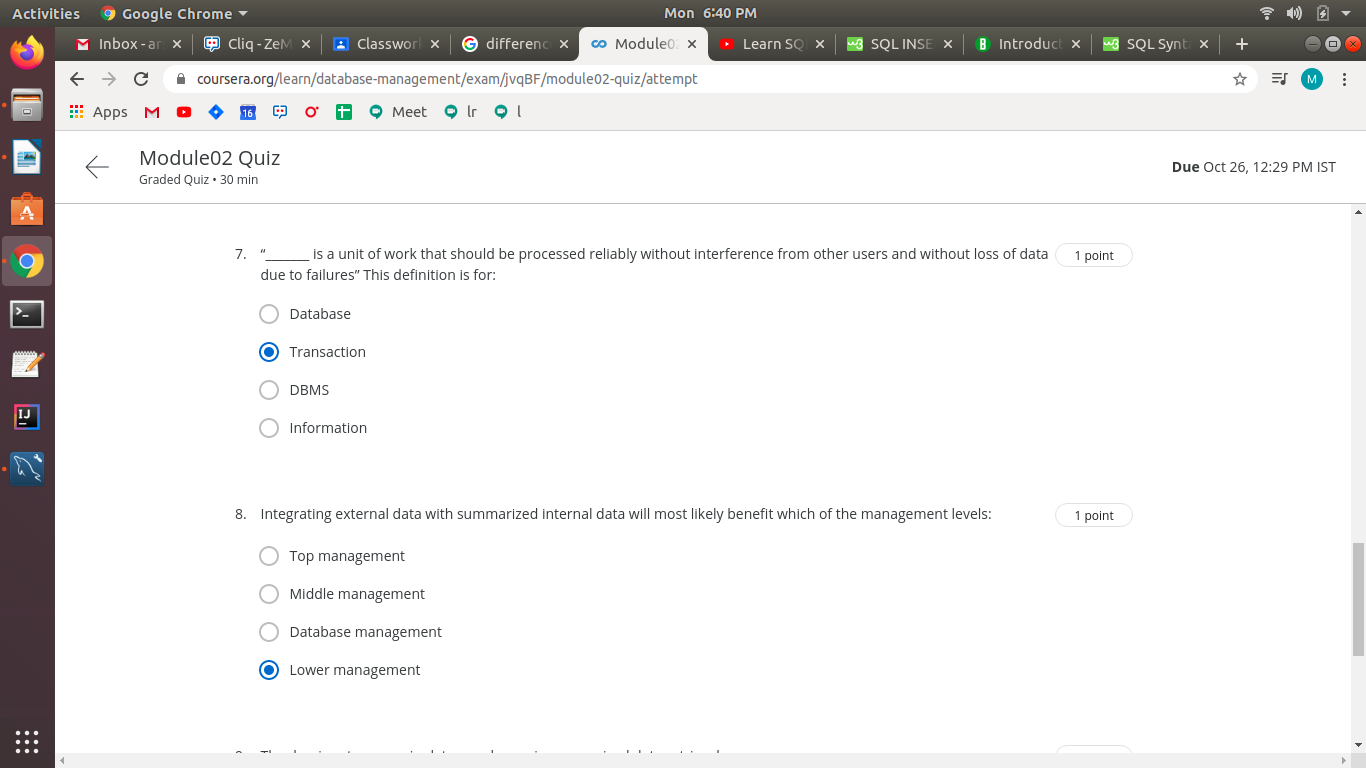 Activities
Google Chrome
Mon 6:40 PM
Inbox - ar
Cliq - ZeM
Classwor
differenc
Module0
Learn SQ
SQL INSE
Introduc
SQL Synt
coursera.org/learn/database-management/exam/jvqBF/module02-quiz/attempt
M
Apps
16
Meet
lr
l
Module02 Quiz
Graded Quiz • 30 min
Due Oct 26, 12:29 PM IST
7. “_______ is a unit of work that should be processed reliably without interference from other users and without loss of data
due to failures” This definition is for:
1 point
Database
Transaction
DBMS
Information
8. Integrating external data with summarized internal data will most likely benefit which of the management levels:
1 point
Top management
Middle management
Database management
Lower management